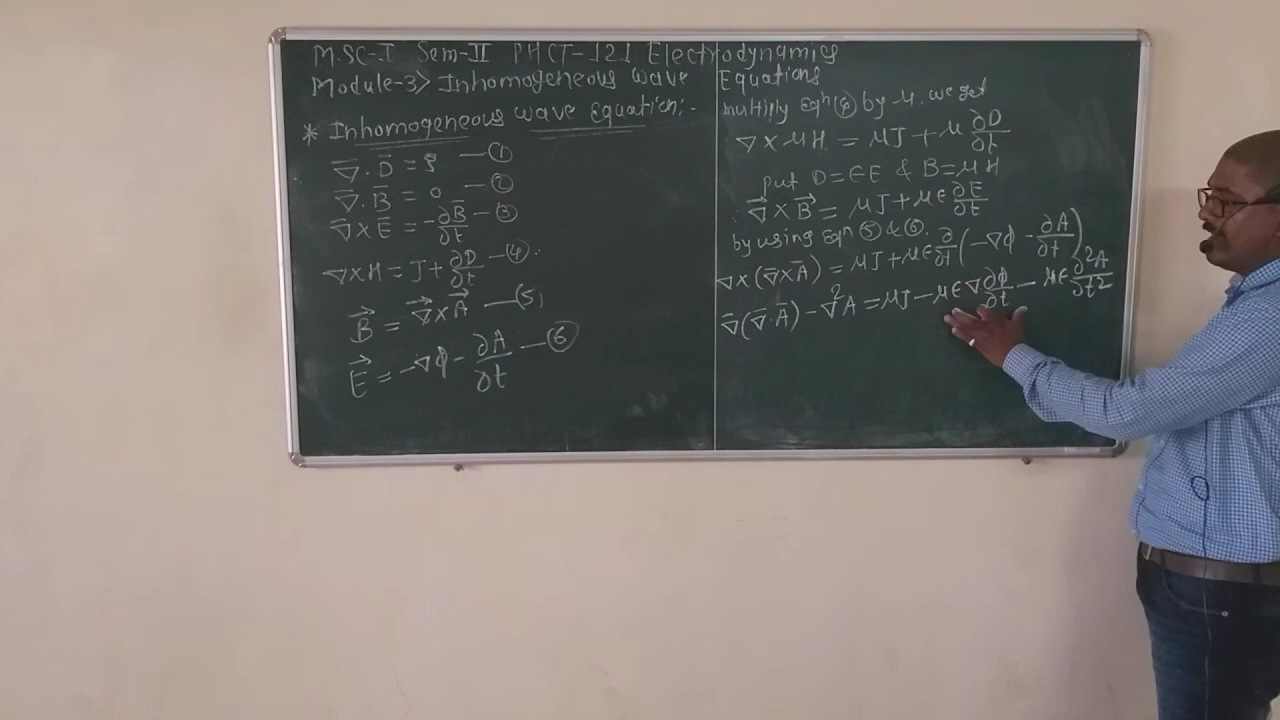 M.SC-I Sem-II PHCT-121 Electrodynamics
Module-3> Inhomogeneous wave Equations
* Inhomogeneous wave Equation:-
∇̅·D̅ = ρ —①
∇̅·B̅ = 0 —②
∇̅×E̅ = -∂B̅/∂t —③
∇×H = J+∂D/∂t —④
B⃗ = ∇⃗×A⃗ —⑤
E⃗ = -∇ϕ - ∂A/∂t —⑥
multiply Eqn ④ by μ. we get
∇×μH = μJ+μ ∂D/∂t
put D=εE & B=μH
∇⃗×B⃗ = μJ+με ∂E/∂t
by using Eqn ⑤ & ⑥.
∇×(∇̅×A̅) = μJ+με ∂/∂t(-∇ϕ - ∂A/∂t)
∇̅(∇̅·A̅) - ∇²A = μJ-με∇ ∂ϕ/∂t - με ∂²A/∂t²